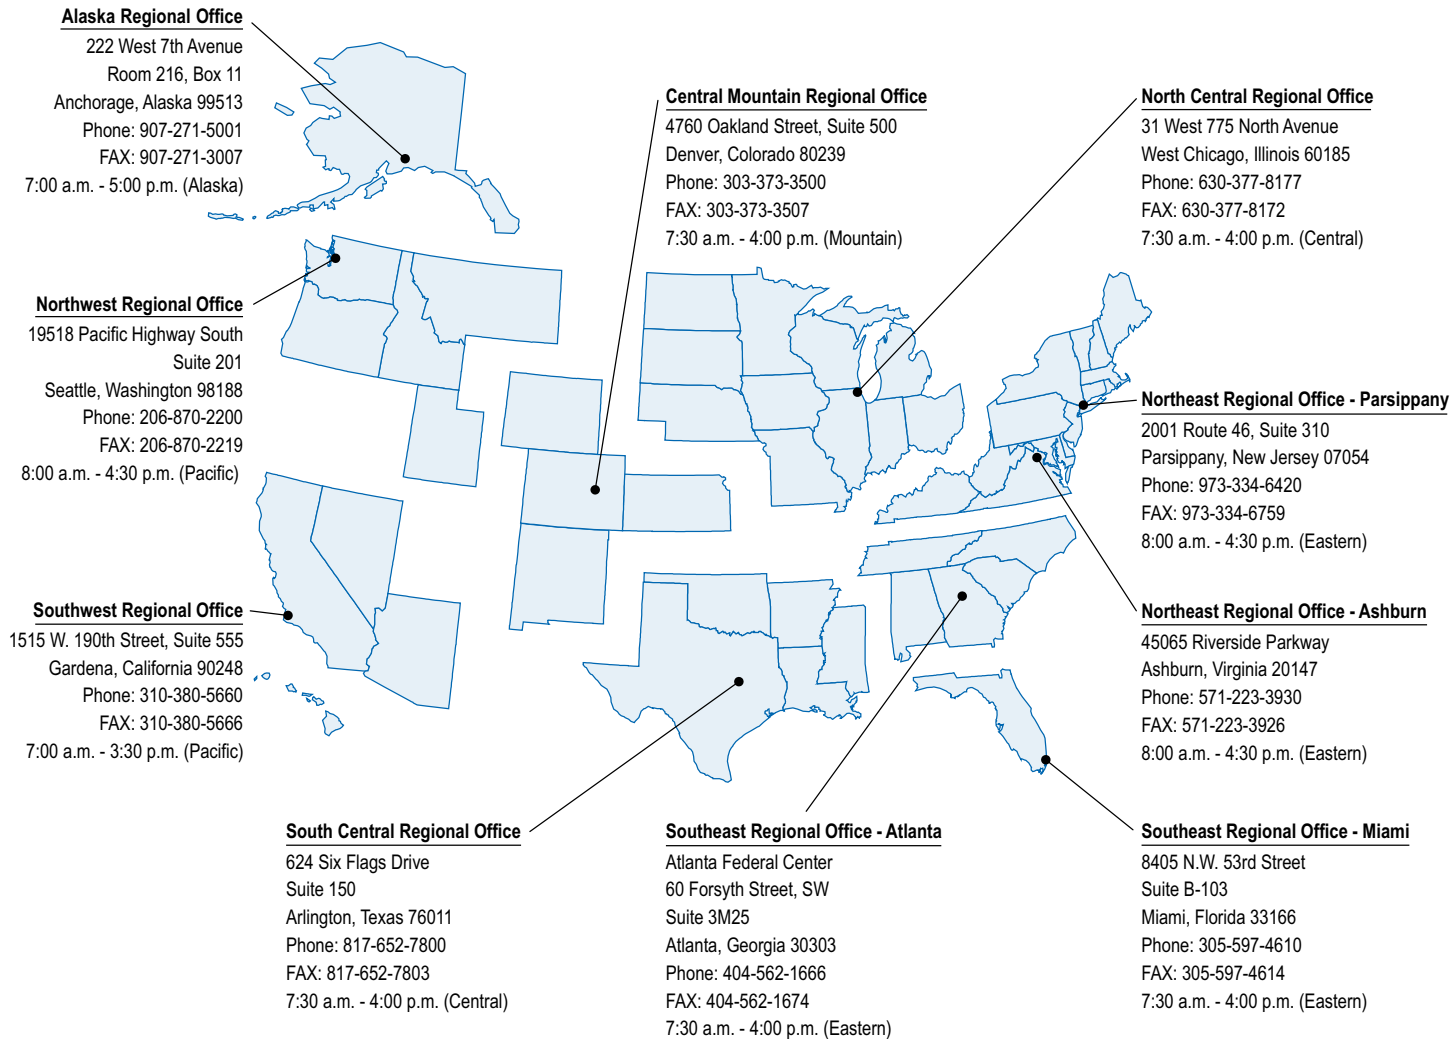 Alaska Regional Office
222 West 7th Avenue
Room 216, Box 11
Anchorage, Alaska 99513
Phone: 907-271-5001
FAX: 907-271-3007
7:00 a.m. - 5:00 p.m. (Alaska)
Central Mountain Regional Office
4760 Oakland Street, Suite 500
Denver, Colorado 80239
Phone: 303-373-3500
FAX: 303-373-3507
7:30 a.m. - 4:00 p.m. (Mountain)
North Central Regional Office
31 West 775 North Avenue
West Chicago, Illinois 60185
Phone: 630-377-8177
FAX: 630-377-8172
7:30 a.m. - 4:00 p.m. (Central)
Northwest Regional Office
19518 Pacific Highway South
Suite 201
Seattle, Washington 98188
Phone: 206-870-2200
FAX: 206-870-2219
8:00 a.m. - 4:30 p.m. (Pacific)
Northeast Regional Office - Parsippany
2001 Route 46, Suite 310
Parsippany, New Jersey 07054
Phone: 973-334-6420
FAX: 973-334-6759
8:00 a.m. - 4:30 p.m. (Eastern)
Southwest Regional Office
1515 W. 190th Street, Suite 555
Gardena, California 90248
Phone: 310-380-5660
FAX: 310-380-5666
7:00 a.m. - 3:30 p.m. (Pacific)
Northeast Regional Office - Ashburn
45065 Riverside Parkway
Ashburn, Virginia 20147
Phone: 571-223-3930
FAX: 571-223-3926
8:00 a.m. - 4:30 p.m. (Eastern)
South Central Regional Office
624 Six Flags Drive
Suite 150
Arlington, Texas 76011
Phone: 817-652-7800
FAX: 817-652-7803
7:30 a.m. - 4:00 p.m. (Central)
Southeast Regional Office - Atlanta
Atlanta Federal Center
60 Forsyth Street, SW
Suite 3M25
Atlanta, Georgia 30303
Phone: 404-562-1666
FAX: 404-562-1674
7:30 a.m. - 4:00 p.m. (Eastern)
Southeast Regional Office - Miami
8405 N.W. 53rd Street
Suite B-103
Miami, Florida 33166
Phone: 305-597-4610
FAX: 305-597-4614
7:30 a.m. - 4:00 p.m. (Eastern)